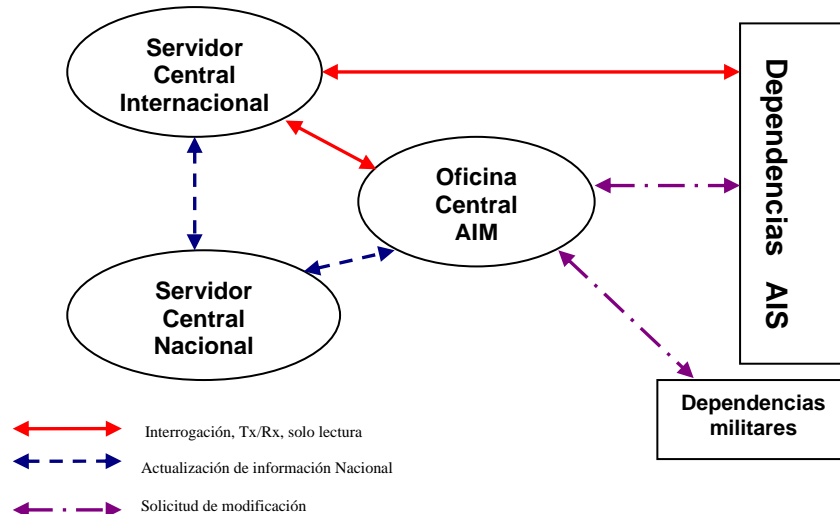 Servidor
Central
Internacional
Dependencias AIS
Oficina
Central
AIM
Servidor
Central
Nacional
Dependencias
militares
Interrogación, Tx/Rx, solo lectura
Actualización de información Nacional
Solicitud de modificación